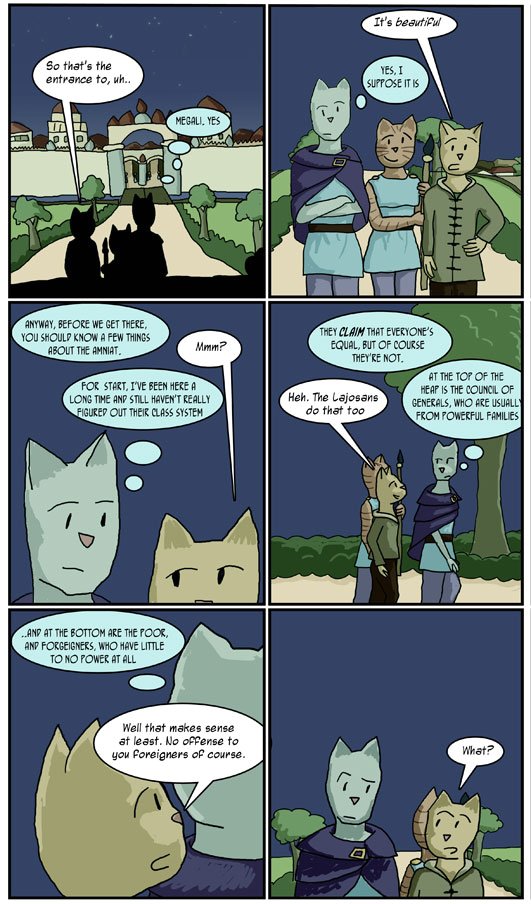 So that's the
entrance to, uh..
MEGALI, YES
It's beautiful
YES, I
SUPPOSE IT IS
ANYWAY, BEFORE WE GET THERE,
YOU SHOULD KNOW A FEW THINGS
ABOUT THE AMNIAT.
Mmm?
FOR START, I'VE BEEN HERE A
LONG TIME AND STILL HAVEN'T REALLY
FIGURED OUT THEIR CLASS SYSTEM
THEY CLAIM THAT EVERYONE'S
EQUAL, BUT OF COURSE
THEY'RE NOT.
Heh. The Lajosans
do that too
AT THE TOP OF THE
HEAP IS THE COUNCIL OF
GENERALS, WHO ARE USUALLY
FROM POWERFUL FAMILIES
..AND AT THE BOTTOM ARE THE POOR,
AND FORGEIGNERS, WHO HAVE LITTLE
TO NO POWER AT ALL
Well that makes sense
at least. No offense to
you foreigners of course.
What?